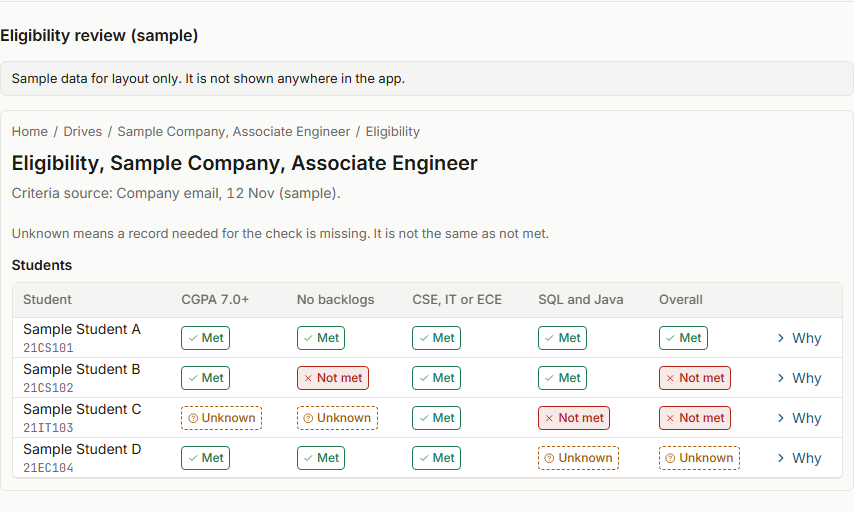 Eligibility review (sample)
Sample data for layout only. It is not shown anywhere in the app.
Home / Drives / Sample Company, Associate Engineer / Eligibility
Eligibility, Sample Company, Associate Engineer
Criteria source: Company email, 12 Nov (sample).
Unknown means a record needed for the check is missing. It is not the same as not met.
Students
Student CGPA 7.0+ No backlogs CSE, IT or ECE SQL and Java Overall
Sample Student A
21CS101
Met Met Met Met Met Why
Sample Student B
21CS102
Met Not met Met Met Not met Why
Sample Student C
21IT103
Unknown Unknown Met Not met Not met Why
Sample Student D
21EC104
Met Met Met Unknown Unknown Why